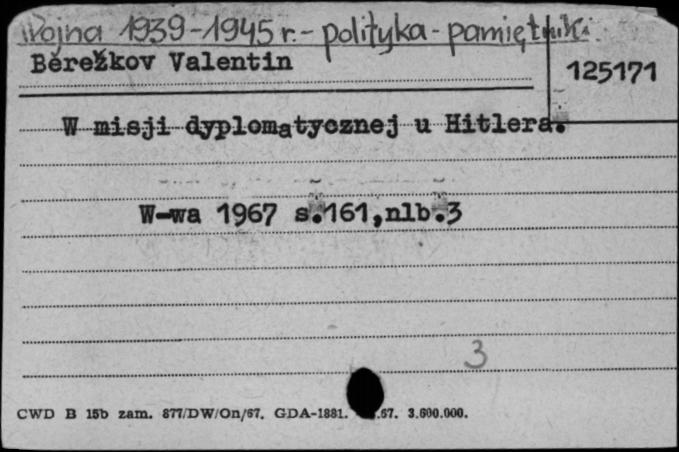 Wojna 1939-1945 r. - polityka - pamiętniki.
Bereżkov Valentin
125171
W misji dyplomatycznej u Hitlera.
W-wa 1967 s.161,nlb.3
3
CWD B 15b zam. 877/DW/On/67. GDA-1881. .67. 3.600.000.